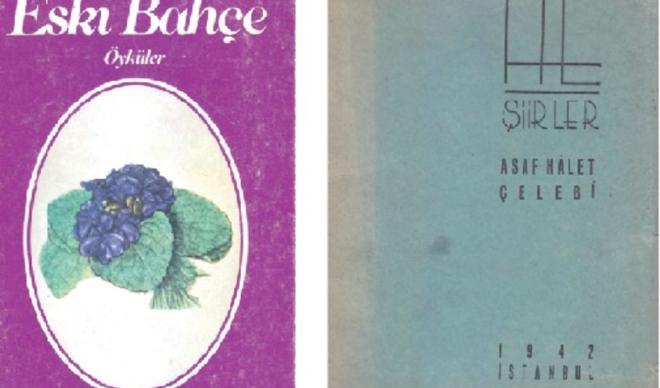 Eski Bahçe
Öyküler
HE
ŞİİRLER
ASAF HÂLET
ÇELEBİ
1942
İSTANBUL